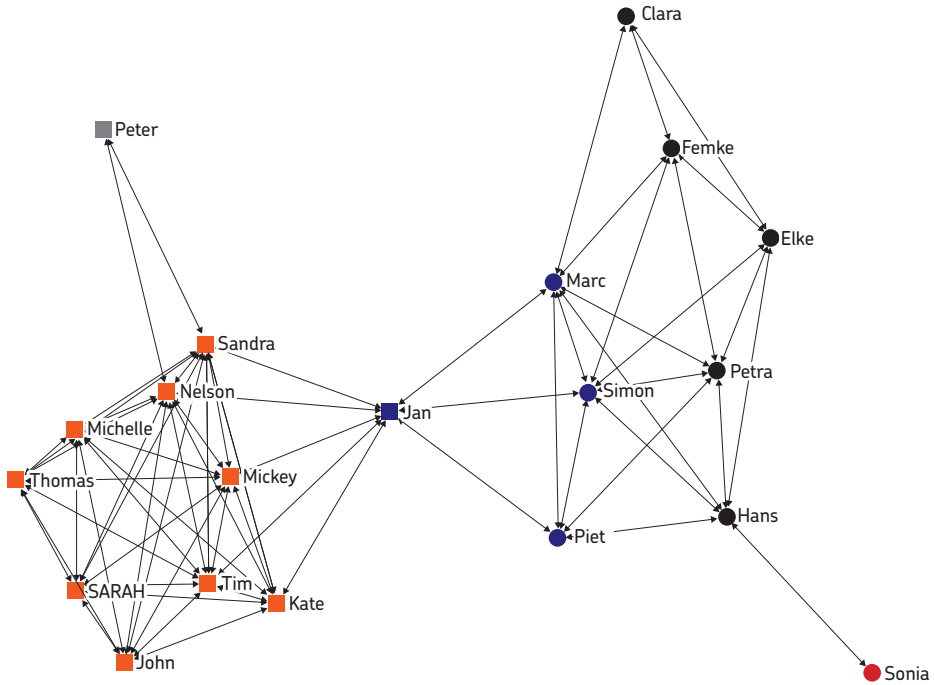 Clara
Peter
Femke
Elke
Marc
Sandra
Petra
Nelson
Simon
Jan
Michelle
Mickey
Thomas
Hans
Piet
Tim
SARAH
Kate
John
Sonia